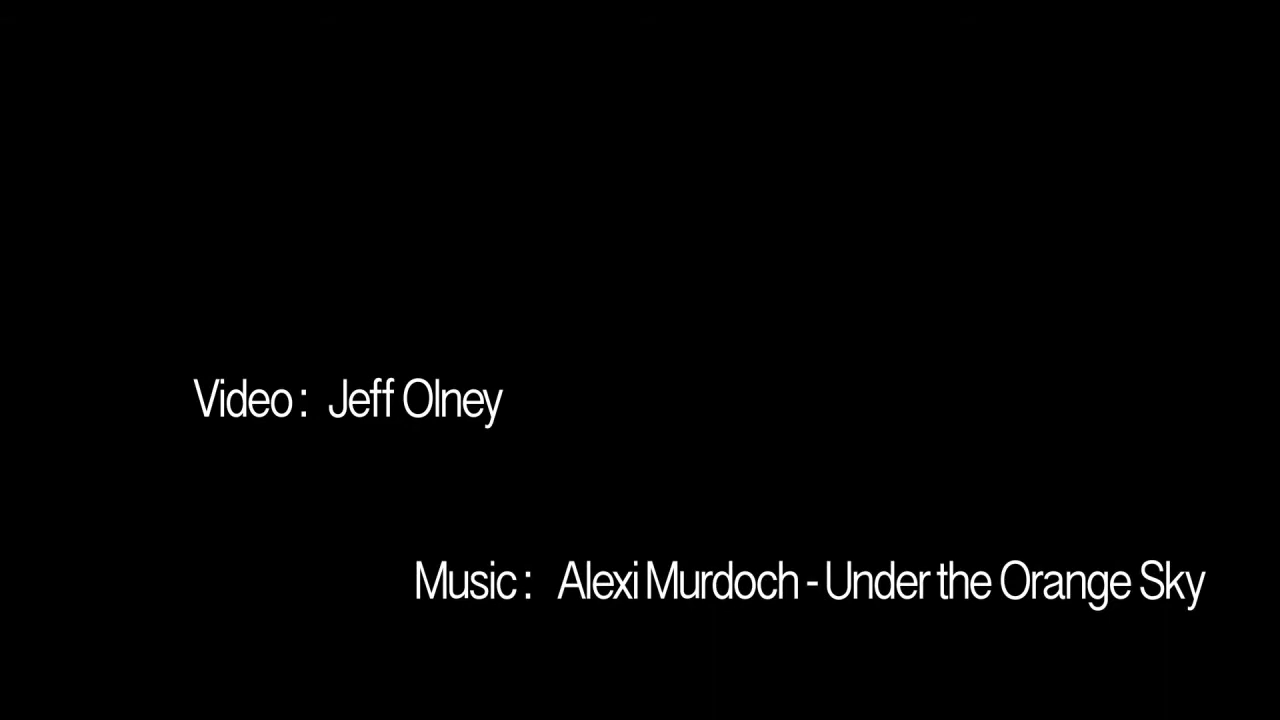 Video : Jeff Olney
Music : Alexi Murdoch - Under the Orange Sky